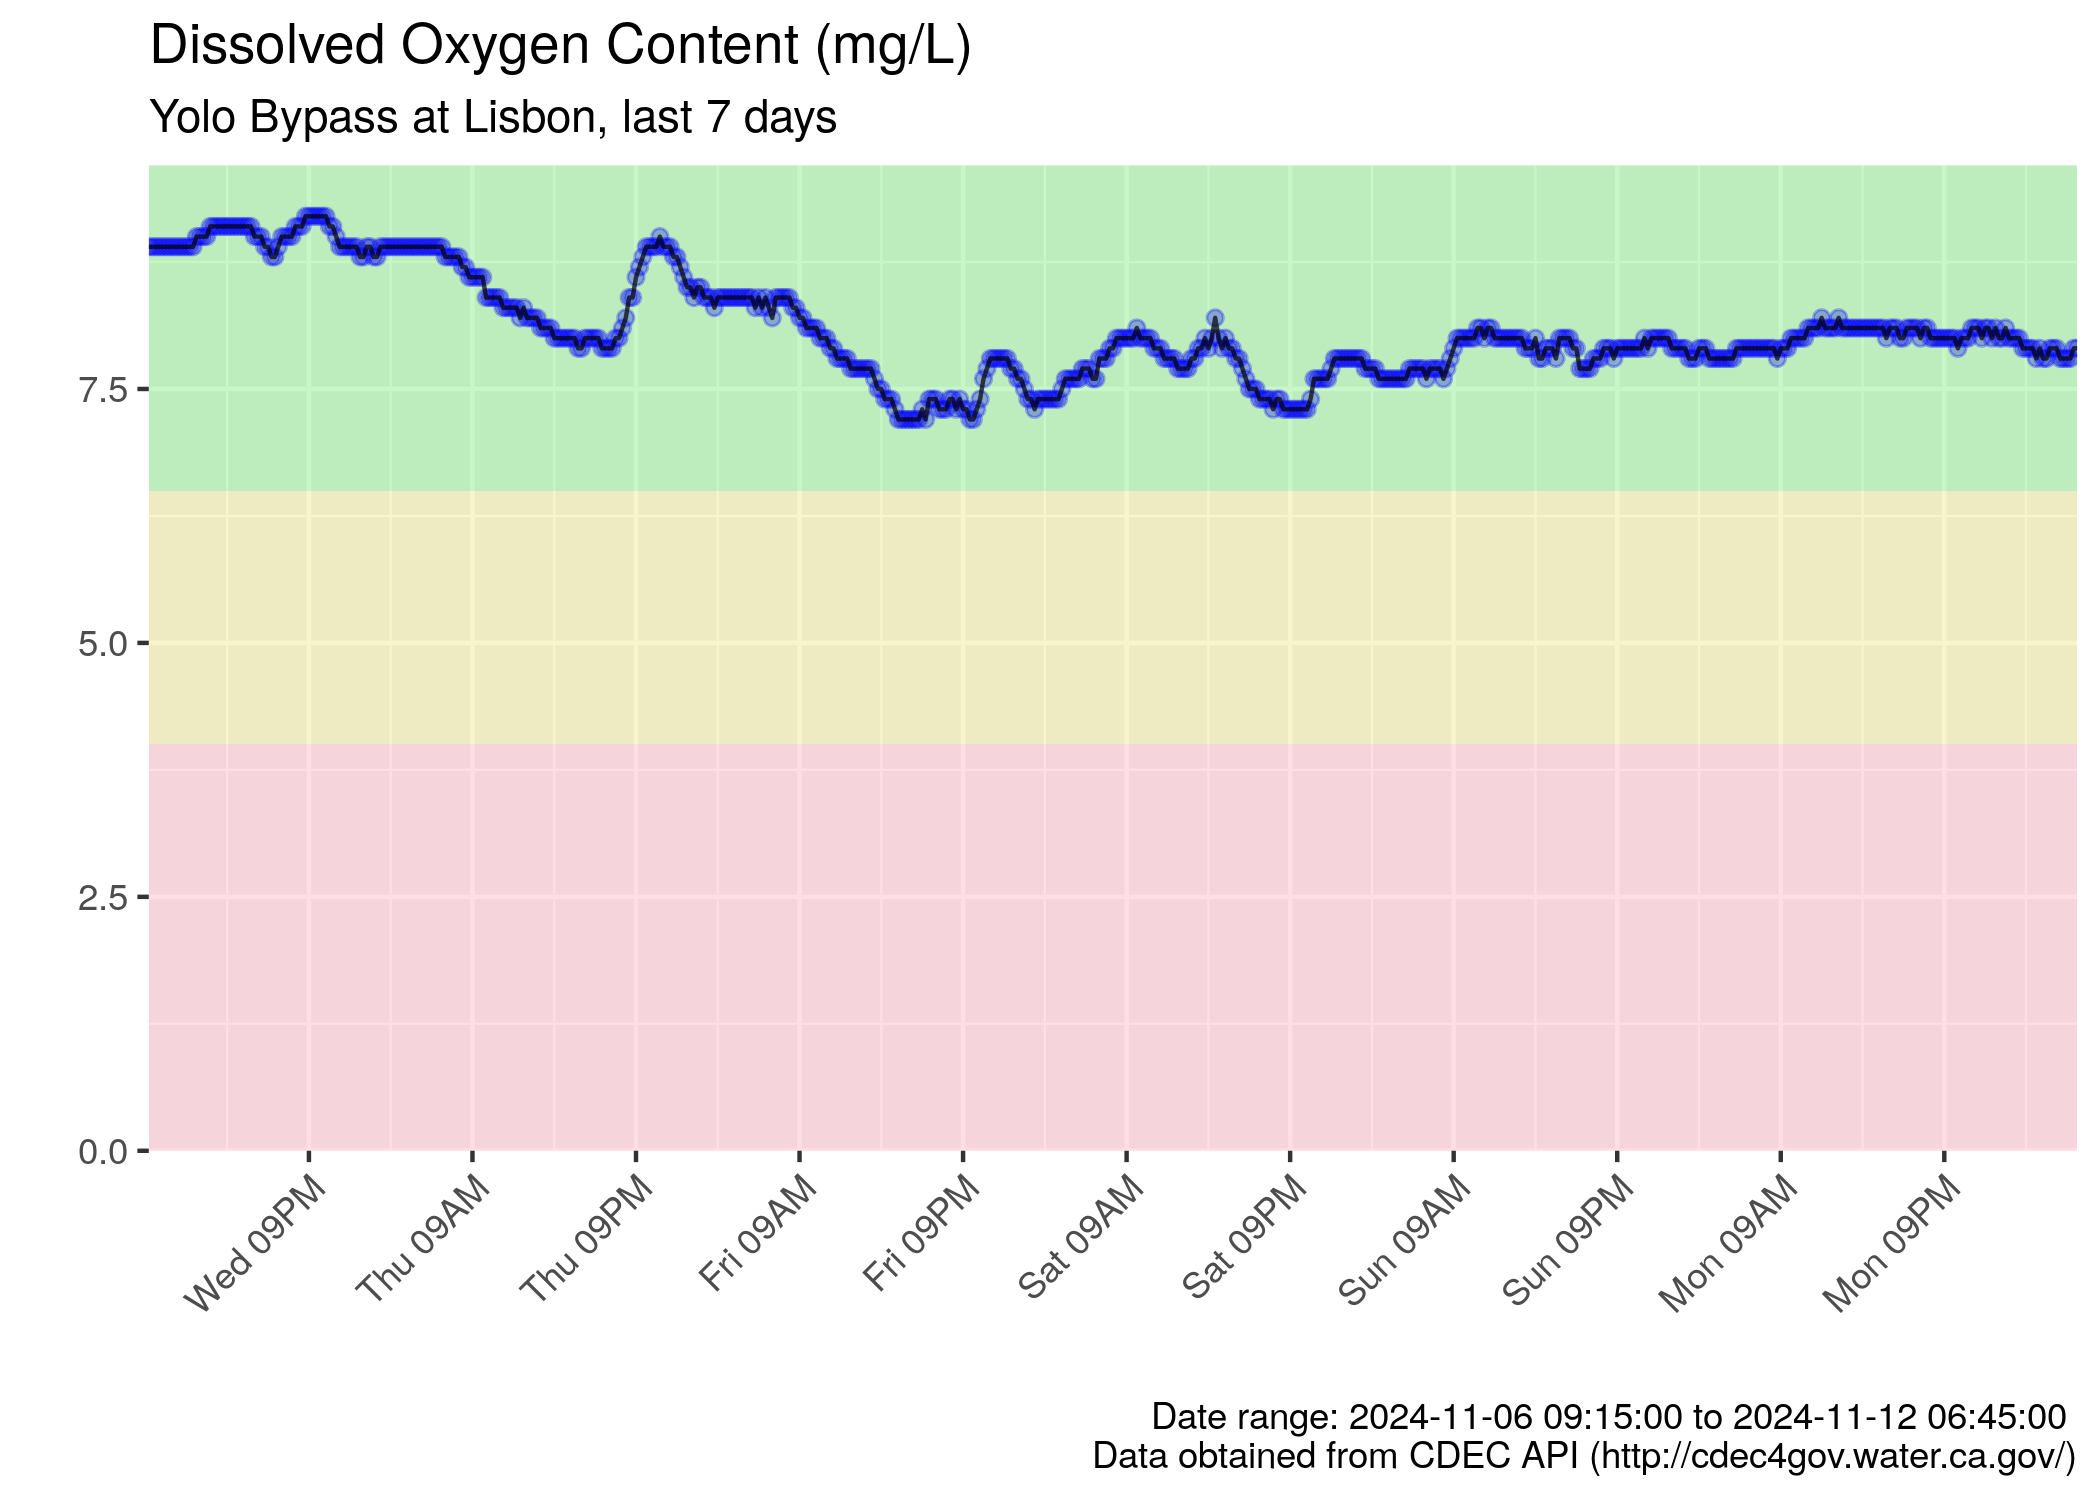 Dissolved Oxygen Content (mg/L)
Yolo Bypass at Lisbon, last 7 days
7.5
5.0
2.5
0.0
Wed 09PM
Thu 09AM
Thu 09PM
Fri 09AM
Fri 09PM
Sat 09AM
Sat 09PM
Sun 09AM
Sun 09PM
Mon 09AM
Mon 09PM
Date range: 2024-11-06 09:15:00 to 2024-11-12 06:45:00
Data obtained from CDEC API (http://cdec4gov.water.ca.gov/)